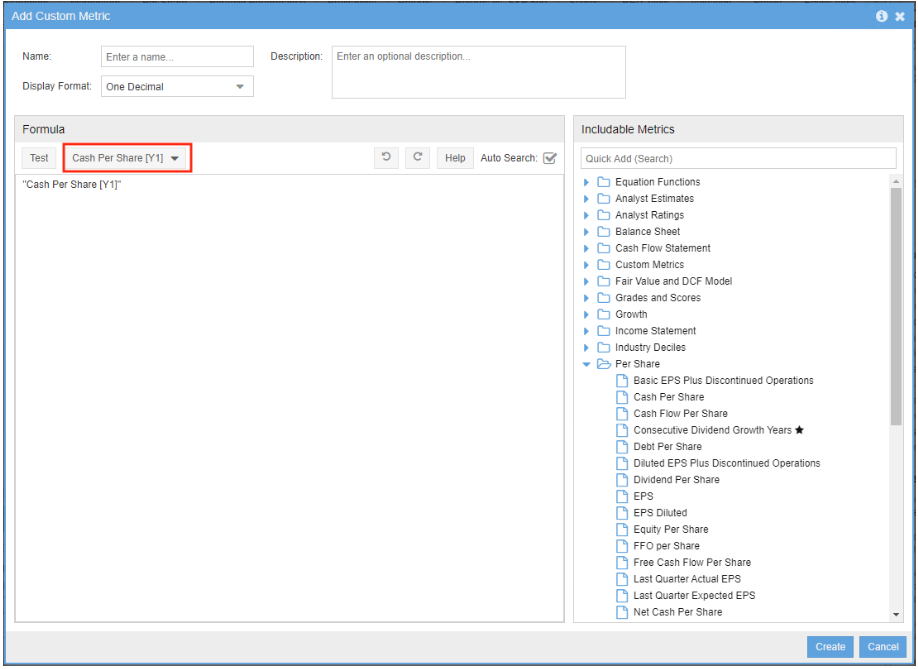 Add Custom Metric
Name:
Enter a name...
Description:
Enter an optional description...
Display Format:
One Decimal
Formula
Test
Cash Per Share [Y1]
Help
Auto Search:
"Cash Per Share [Y1]"
Includable Metrics
Quick Add (Search)
Equation Functions
Analyst Estimates
Analyst Ratings
Balance Sheet
Cash Flow Statement
Custom Metrics
Fair Value and DCF Model
Grades and Scores
Growth
Income Statement
Industry Deciles
Per Share
Basic EPS Plus Discontinued Operations
Cash Per Share
Cash Flow Per Share
Consecutive Dividend Growth Years ★
Debt Per Share
Diluted EPS Plus Discontinued Operations
Dividend Per Share
EPS
EPS Diluted
Equity Per Share
FFO per Share
Free Cash Flow Per Share
Last Quarter Actual EPS
Last Quarter Expected EPS
Net Cash Per Share
Create
Cancel